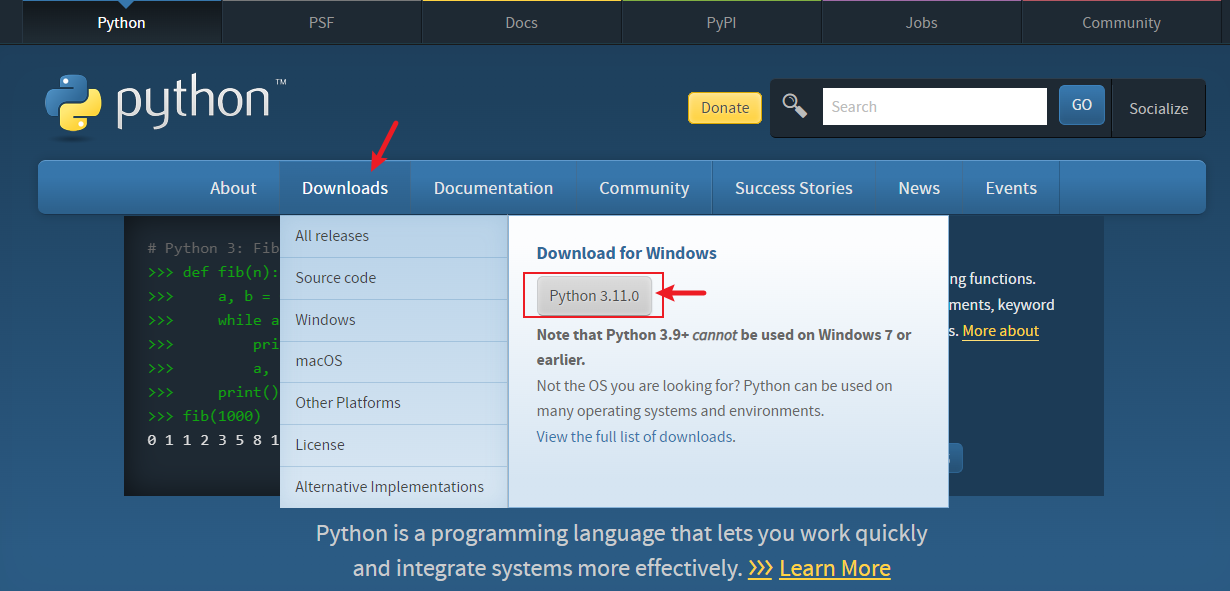 Python PSF Docs PyPI Jobs Community
python™
Donate Search GO Socialize
About Downloads Documentation Community Success Stories News Events
# Python 3: Fib
>>> def fib(n):
>>> a, b =
>>> while a
>>> pri
>>> a,
>>> print()
>>> fib(1000)
0 1 1 2 3 5 8 1
All releases
Source code
Windows
macOS
Other Platforms
License
Alternative Implementations
Download for Windows
Python 3.11.0
Note that Python 3.9+ cannot be used on Windows 7 or
earlier.
Not the OS you are looking for? Python can be used on
many operating systems and environments.
View the full list of downloads.
ng functions.
ments, keyword
s. More about
Python is a programming language that lets you work quickly
and integrate systems more effectively. >>> Learn More